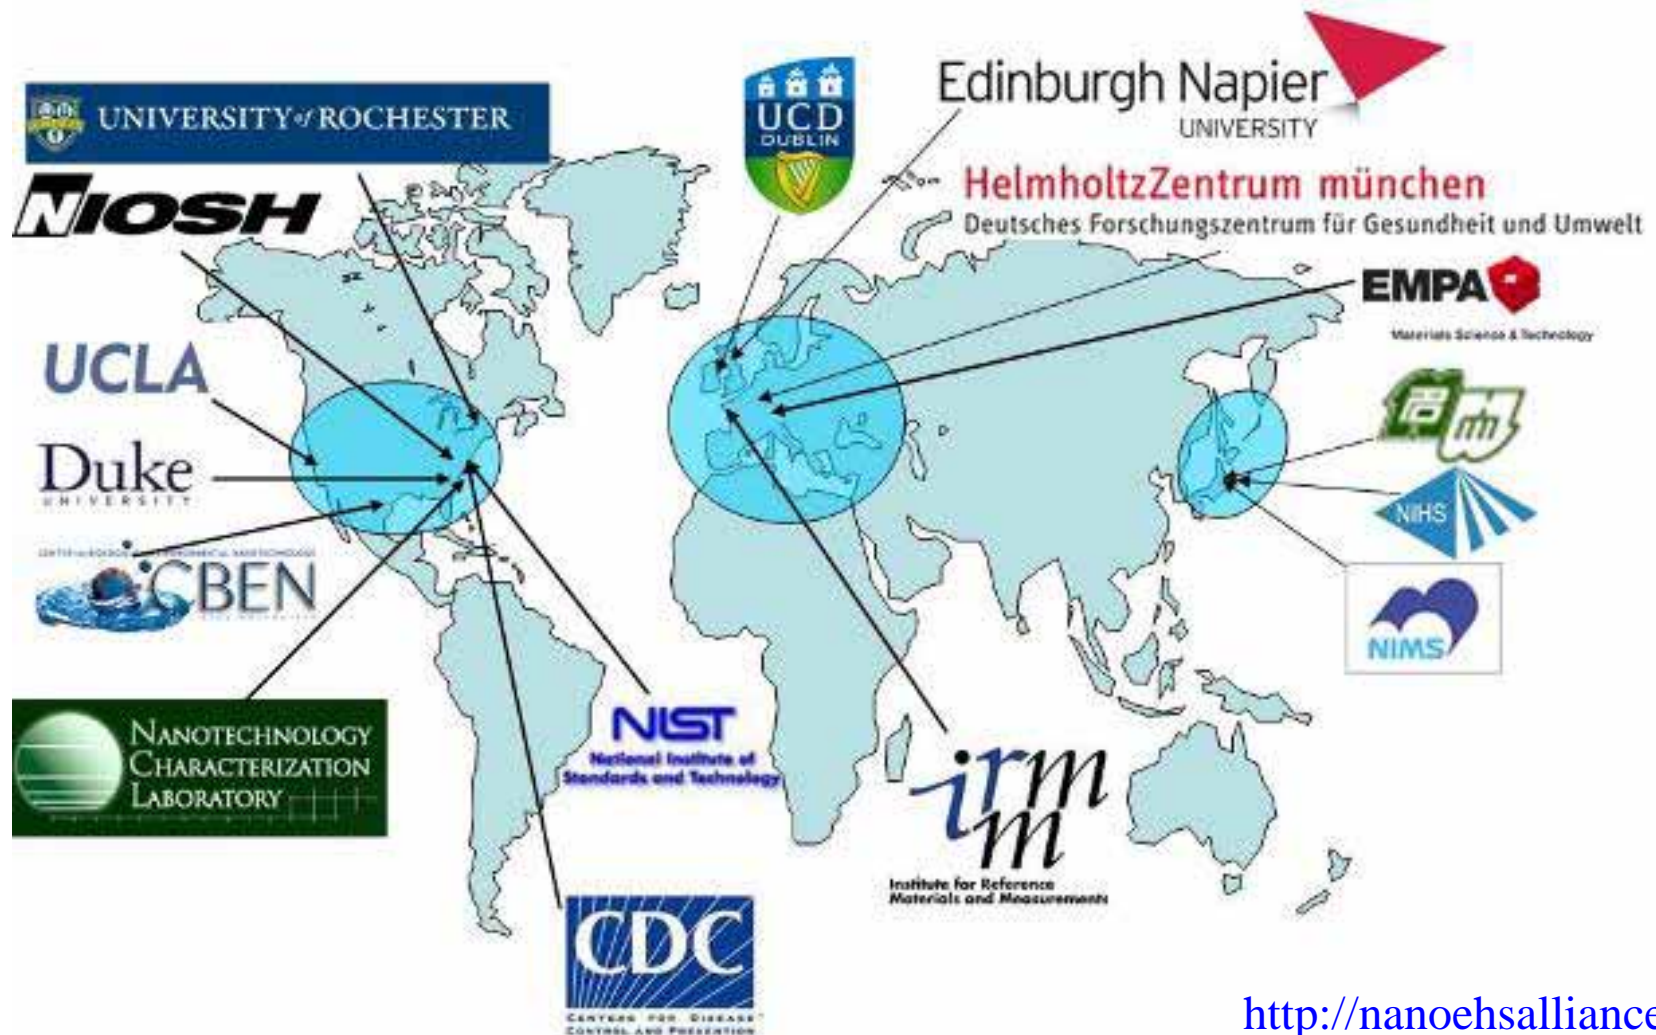 UNIVERSITY of ROCHESTER
NIOSH
UCLA
Duke
UNIVERSITY
CBEN
NANOTECHNOLOGY
CHARACTERIZATION
LABORATORY
UCD
DUBLIN
Edinburgh Napier
UNIVERSITY
HelmholtzZentrum münchen
Deutsches Forschungszentrum für Gesundheit und Umwelt
EMPA
Materials Science & Technology
NIHS
NIMS
NIST
National Institute of
Standards and Technology
irmm
Institute for Reference
Materials and Measurements
CDC
CENTERS FOR DISEASE
CONTROL AND PREVENTION
http://nanoehsalliance